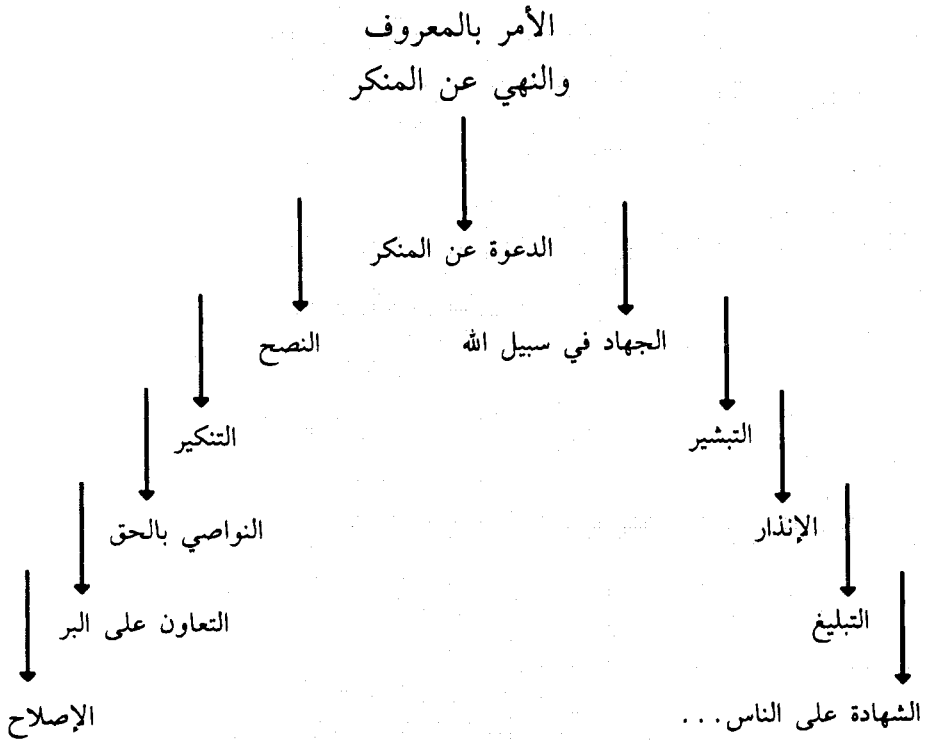 الأمر بالمعروف
والنهي عن المنكر
الدعوة عن المنكر
الجهاد في سبيل الله
النصح
التبشير
التنكير
الإنذار
النواصي بالحق
التبليغ
التعاون على البر
الشهادة على الناس...
الإصلاح